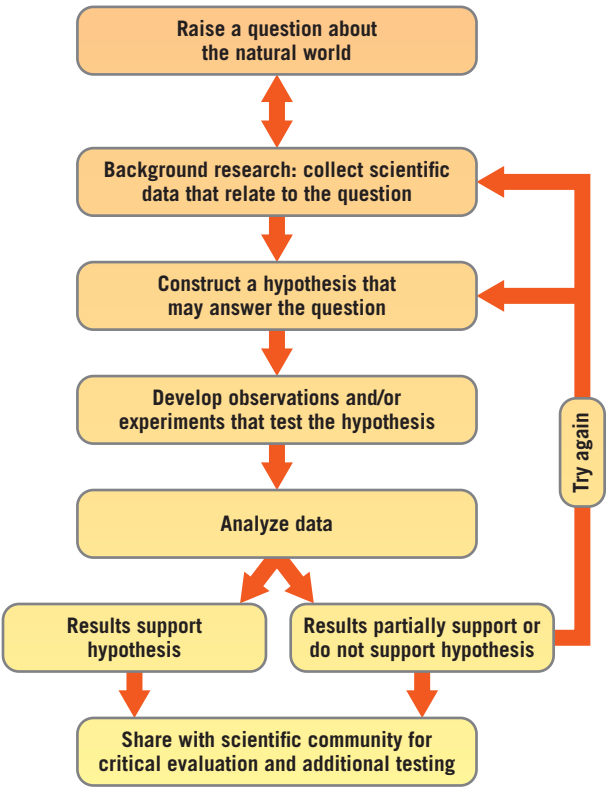 Raise a question about
the natural world
Background research: collect scientific
data that relate to the question
Construct a hypothesis that
may answer the question
Develop observations and/or
experiments that test the hypothesis
Try again
Analyze data
Results support
hypothesis
Results partially support or
do not support hypothesis
Share with scientific community for
critical evaluation and additional testing